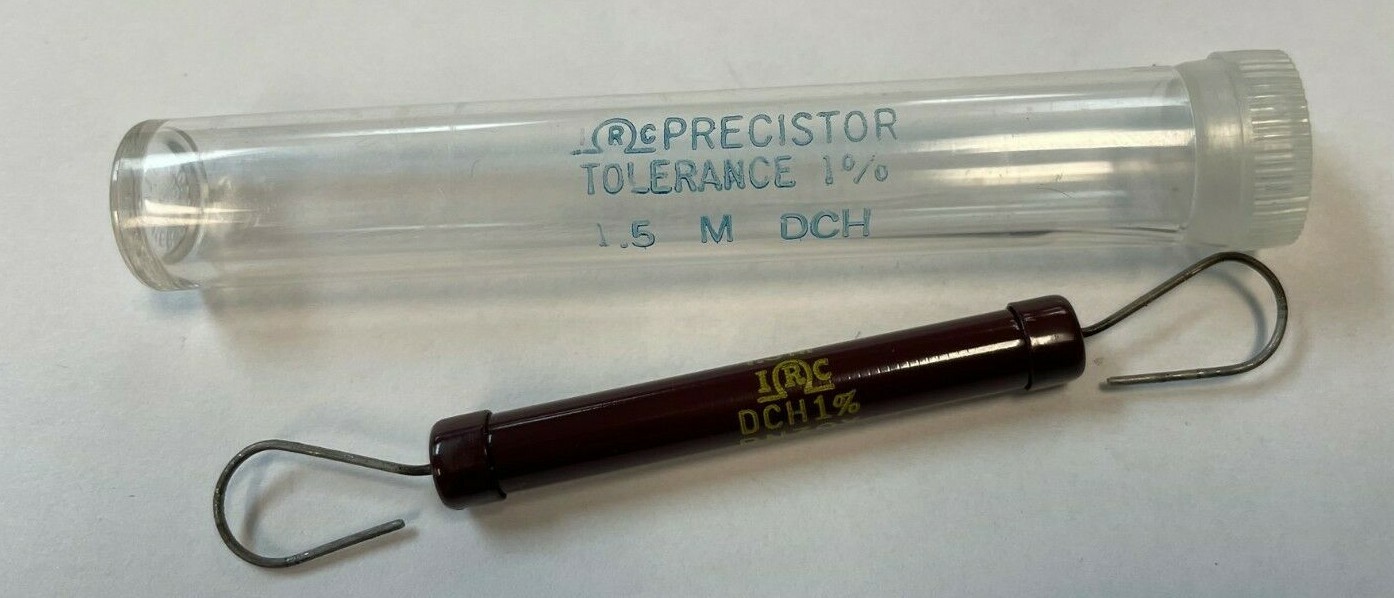 IRC PRECISTOR
TOLERANCE 1%
1.5 M DCH
IRC
DCH1%